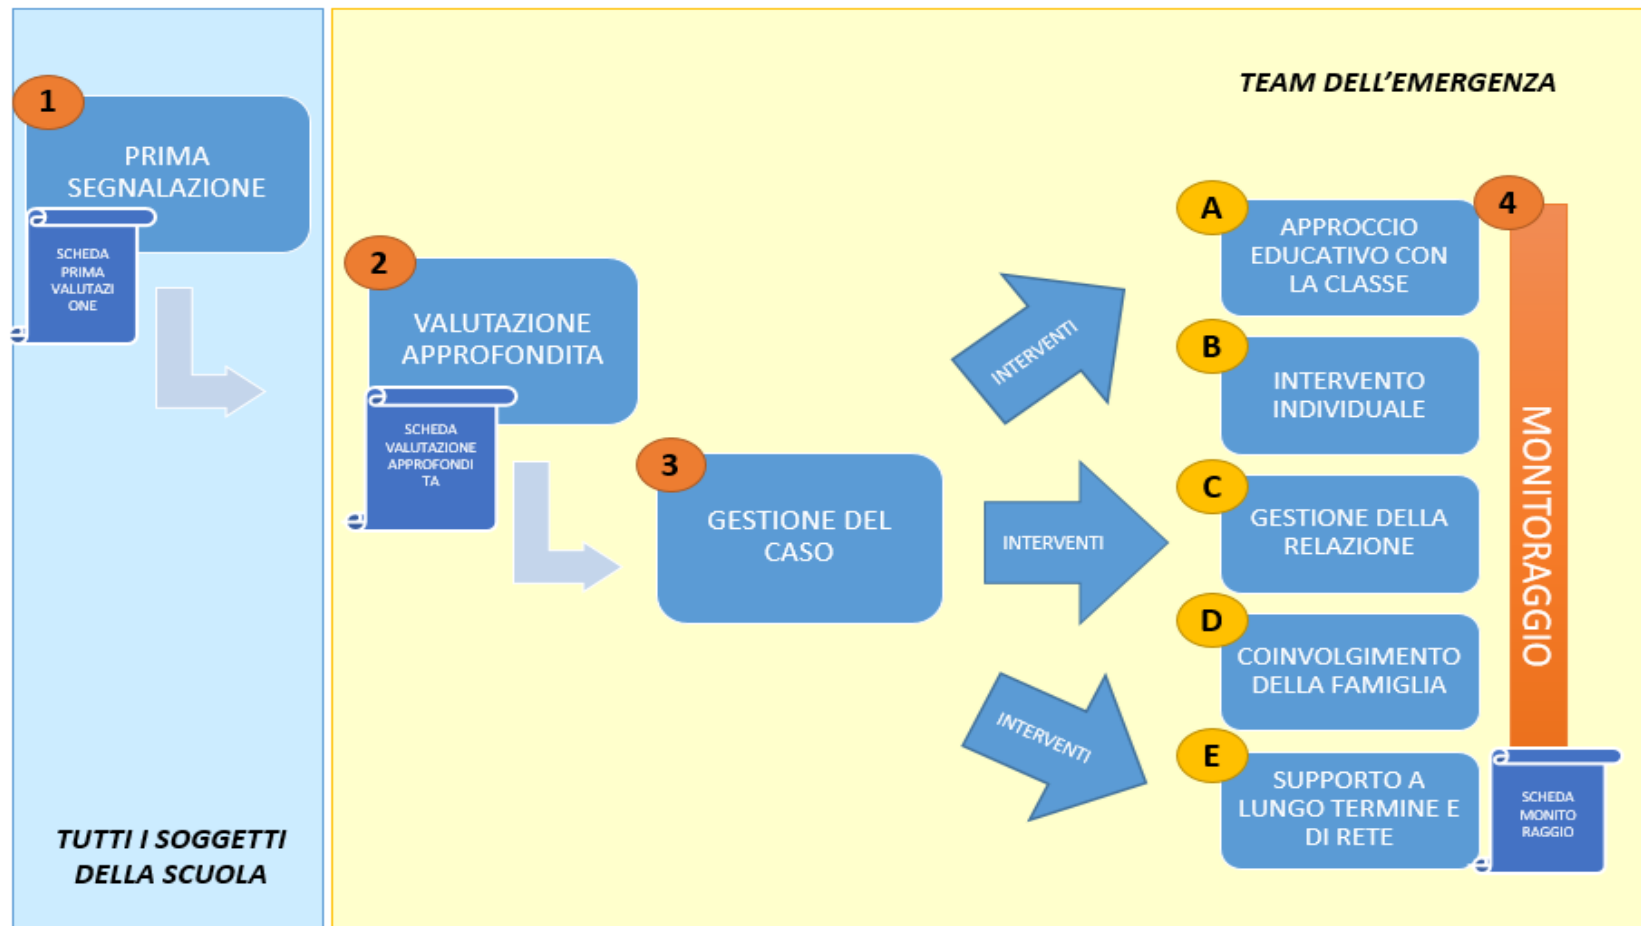 1
PRIMA
SEGNALAZIONE
SCHEDA
PRIMA
VALUTAZI
ONE
TUTTI I SOGGETTI
DELLA SCUOLA
TEAM DELL’EMERGENZA
2
VALUTAZIONE
APPROFONDITA
SCHEDA
VALUTAZIONE
APPROFONDI
TA
3
GESTIONE DEL
CASO
INTERVENTI
INTERVENTI
INTERVENTI
A
APPROCCIO
EDUCATIVO CON
LA CLASSE
B
INTERVENTO
INDIVIDUALE
C
GESTIONE DELLA
RELAZIONE
D
COINVOLGIMENTO
DELLA FAMIGLIA
E
SUPPORTO A
LUNGO TERMINE E
DI RETE
4
MONITORAGGIO
SCHEDA
MONITO
RAGGIO